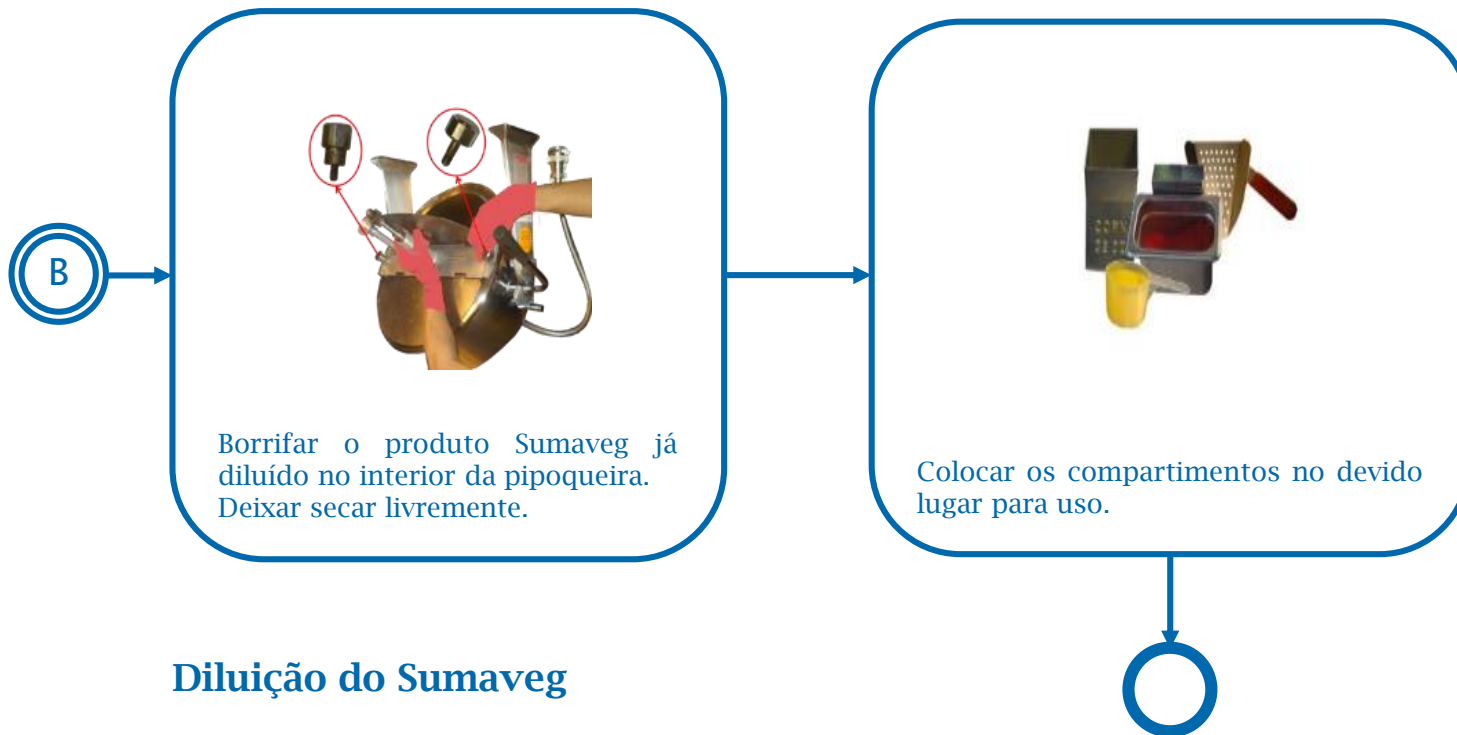 B
Borrifar o produto Sumaveg já
diluído no interior da pipoqueira.
Deixar secar livremente.
Colocar os compartimentos no devido
lugar para uso.
Diluição do Sumaveg